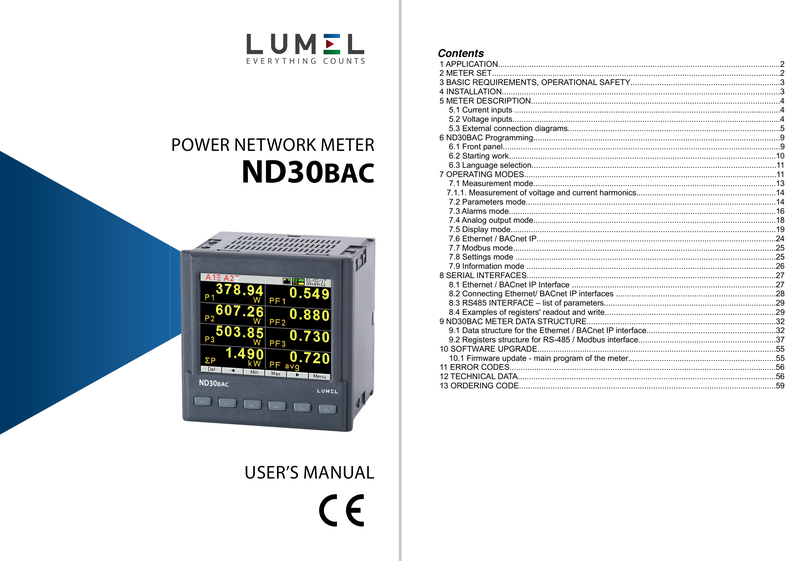 LUMEL
EVERYTHING COUNTS
POWER NETWORK METER
ND30BAC
A1Ξ A2
378.94 0.549
P1 W PF1
607.26 0.880
P2 W PF2
503.85 0.730
P3 W PF3
1.490 0.720
ΣP kW PF avg
Del ◄ Min Max ► Menu
ND30BAC
LUMEL
USER'S MANUAL
CE
Contents
1 APPLICATION....2
2 METER SET....2
3 BASIC REQUIREMENTS, OPERATIONAL SAFETY....3
4 INSTALLATION....3
5 METER DESCRIPTION....4
5.1 Current inputs ....4
5.2 Voltage inputs....4
5.3 External connection diagrams....5
6 ND30BAC Programming....9
6.1 Front panel....9
6.2 Starting work....10
6.3 Language selection....11
7 OPERATING MODES....11
7.1 Measurement mode....13
7.1.1. Measurement of voltage and current harmonics....14
7.2 Parameters mode....14
7.3 Alarms mode....16
7.4 Analog output mode....18
7.5 Display mode....19
7.6 Ethernet / BACnet IP....24
7.7 Modbus mode....25
7.8 Settings mode ....25
7.9 Information mode ....26
8 SERIAL INTERFACES....27
8.1 Ethernet / BACnet IP Interface ....27
8.2 Connecting Ethernet/ BACnet IP interfaces ....28
8.3 RS485 INTERFACE – list of parameters....29
8.4 Examples of registers' readout and write....29
9 ND30BAC METER DATA STRUCTURE....32
9.1 Data structure for the Ethernet / BACnet IP interface....32
9.2 Registers structure for RS-485 / Modbus interface....37
10 SOFTWARE UPGRADE....55
10.1 Firmware update - main program of the meter....55
11 ERROR CODES....56
12 TECHNICAL DATA....56
13 ORDERING CODE....59